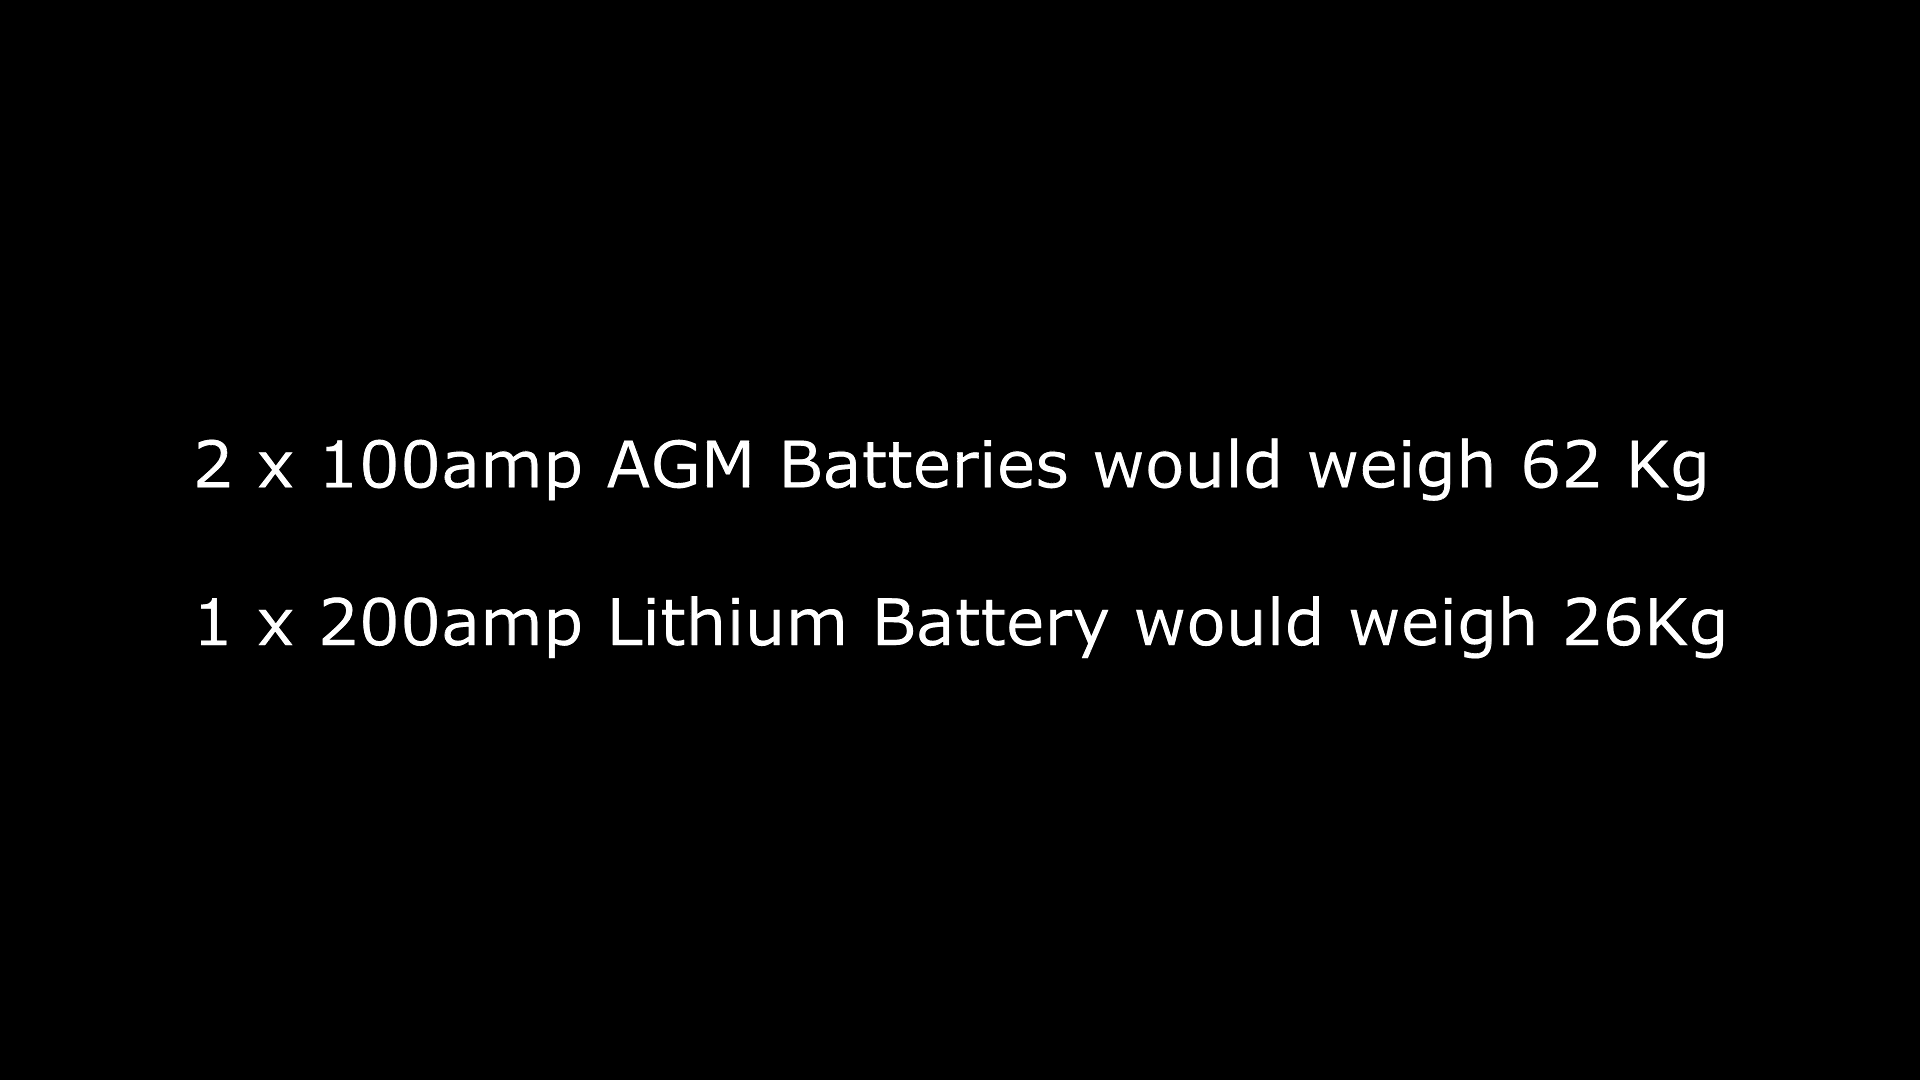 2 x 100amp AGM Batteries would weigh 62 Kg
1 x 200amp Lithium Battery would weigh 26Kg